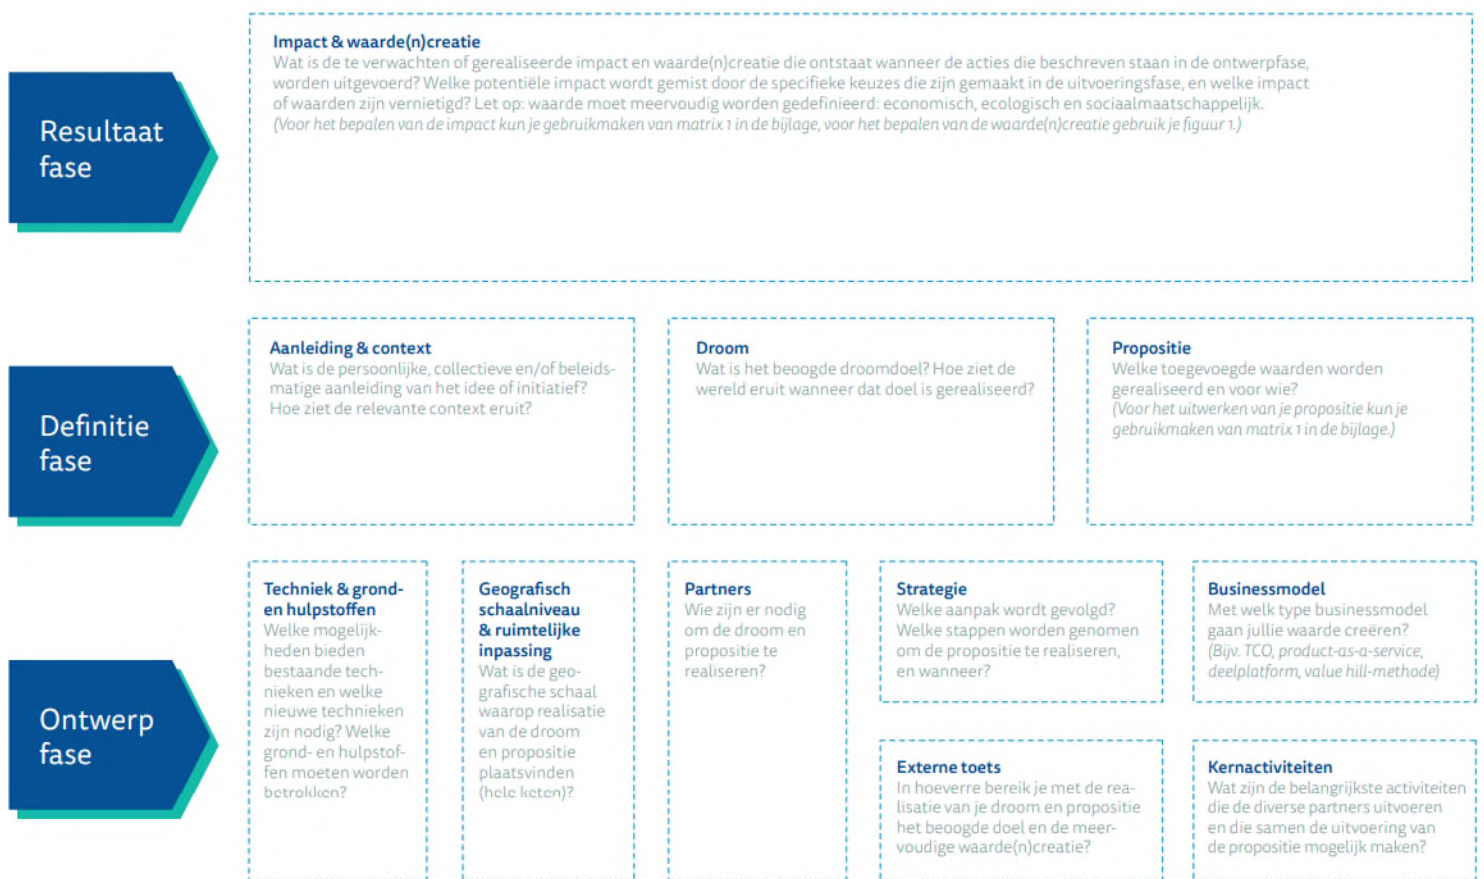 Resultaat
fase
Impact & waarde(n)creatie
Wat is de te verwachten of gerealiseerde impact en waarde(n)creatie die ontstaat wanneer de acties die beschreven staan in de ontwerpfase,
worden uitgevoerd? Welke potentiële impact wordt gemist door de specifieke keuzes die zijn gemaakt in de uitvoeringsfase, en welke impact
of waarden zijn vernietigd? Let op: waarde moet meervoudig worden gedefinieerd: economisch, ecologisch en sociaalmaatschappelijk.
(Voor het bepalen van de impact kun je gebruikmaken van matrix 1 in de bijlage, voor het bepalen van de waarde(n)creatie gebruik je figuur 1.)
Definitie
fase
Aanleiding & context
Wat is de persoonlijke, collectieve en/of beleids-
matige aanleiding van het idee of initiatief?
Hoe ziet de relevante context eruit?
Droom
Wat is het beoogde droomdoel? Hoe ziet de
wereld eruit wanneer dat doel is gerealiseerd?
Propositie
Welke toegevoegde waarden worden
gerealiseerd en voor wie?
(Voor het uitwerken van je propositie kun je
gebruikmaken van matrix 1 in de bijlage.)
Ontwerp
fase
Techniek & grond-
en hulpstoffen
Welke mogelijk-
heden bieden
bestaande tech-
nieken en welke
nieuwe technieken
zijn nodig? Welke
grond- en hulpstof-
fen moeten worden
betrokken?
Geografisch
schaalniveau
& ruimtelijke
inpassing
Wat is de geo-
grafische schaal
waarop realisatie
van de droom
en propositie
plaatsvinden
(hele keten)?
Partners
Wie zijn er nodig
om de droom en
propositie te
realiseren?
Strategie
Welke aanpak wordt gevolgd?
Welke stappen worden genomen
om de propositie te realiseren,
en wanneer?
Businessmodel
Met welk type businessmodel
gaan jullie waarde creëren?
(Bijv. TCO, product-as-a-service,
deelplatform, value hill-methode)
Externe toets
In hoeverre bereik je met de rea-
lisatie van je droom en propositie
het beoogde doel en de meer-
voudige waarde(n)creatie?
Kernactiviteiten
Wat zijn de belangrijkste activiteiten
die de diverse partners uitvoeren
en die samen de uitvoering van
de propositie mogelijk maken?